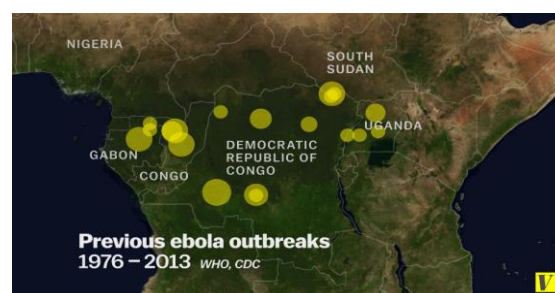 NIGERIA
SOUTH
SUDAN
UGANDA
DEMOCRATIC
REPUBLIC OF
CONGO
GABON
CONGO
Previous ebola outbreaks
1976 – 2013 WHO, CDC
V